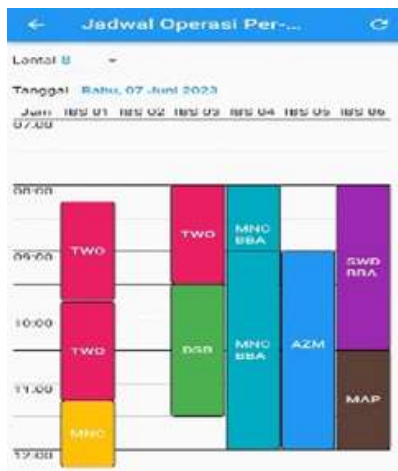 Jadwal Operasi Per-...
Lantai 8
Tanggal Rabu, 07 Juni 2023
Jam IBS 01 IBS 02 IBS 03 IBS 04 IBS 05 IBS 06
07:00
08:00
TWO
MNC
BBA
TWO
09:00
SWD
BBA
10:00
TWO
DSB
MNC
BBA
AZM
11:00
MAP
MNC
12:00